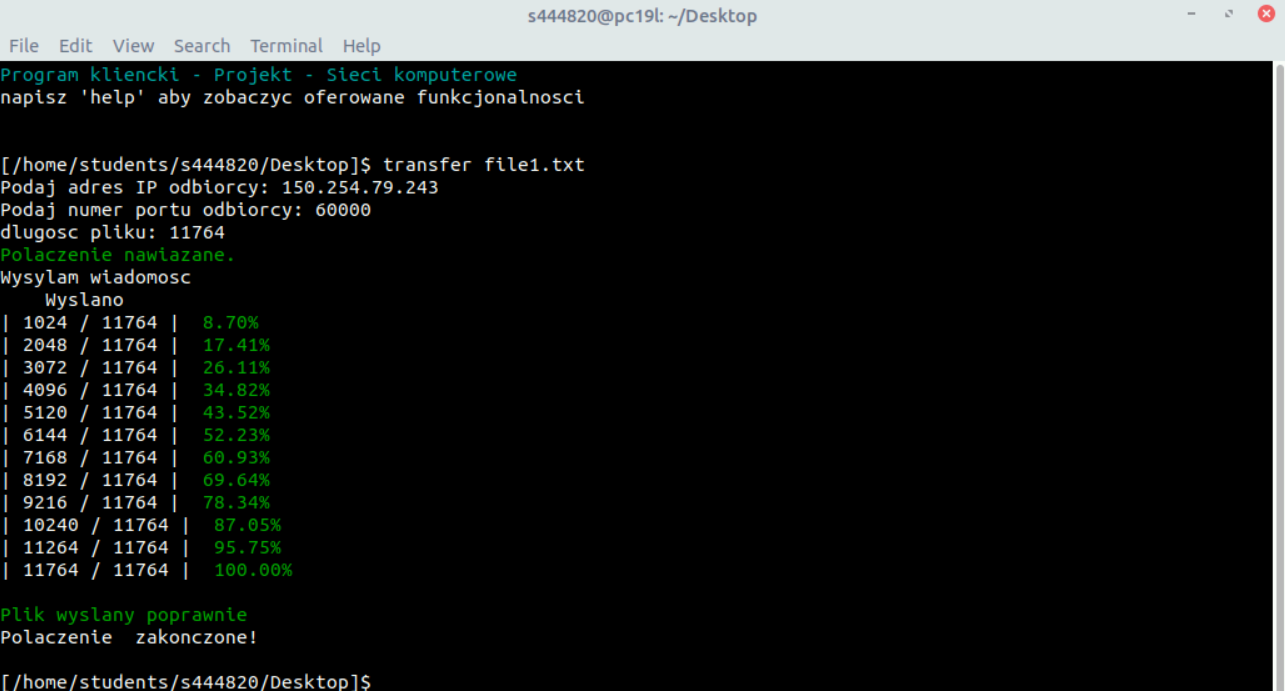 s444820@pc19l: ~/Desktop
File Edit View Search Terminal Help
Program kliencki - Projekt - Sieci komputerowe
napisz 'help' aby zobaczyc oferowane funkcjonalnosci
[/home/students/s444820/Desktop]$ transfer file1.txt
Podaj adres IP odbiorcy: 150.254.79.243
Podaj numer portu odbiorcy: 60000
dlugosc pliku: 11764
Polaczenie nawiazane.
Wysylam wiadomosc
Wyslano
| 1024 / 11764 | 8.70%
| 2048 / 11764 | 17.41%
| 3072 / 11764 | 26.11%
| 4096 / 11764 | 34.82%
| 5120 / 11764 | 43.52%
| 6144 / 11764 | 52.23%
| 7168 / 11764 | 60.93%
| 8192 / 11764 | 69.64%
| 9216 / 11764 | 78.34%
| 10240 / 11764 | 87.05%
| 11264 / 11764 | 95.75%
| 11764 / 11764 | 100.00%
Plik wyslany poprawnie
Polaczenie  zakonczone!
[/home/students/s444820/Desktop]$